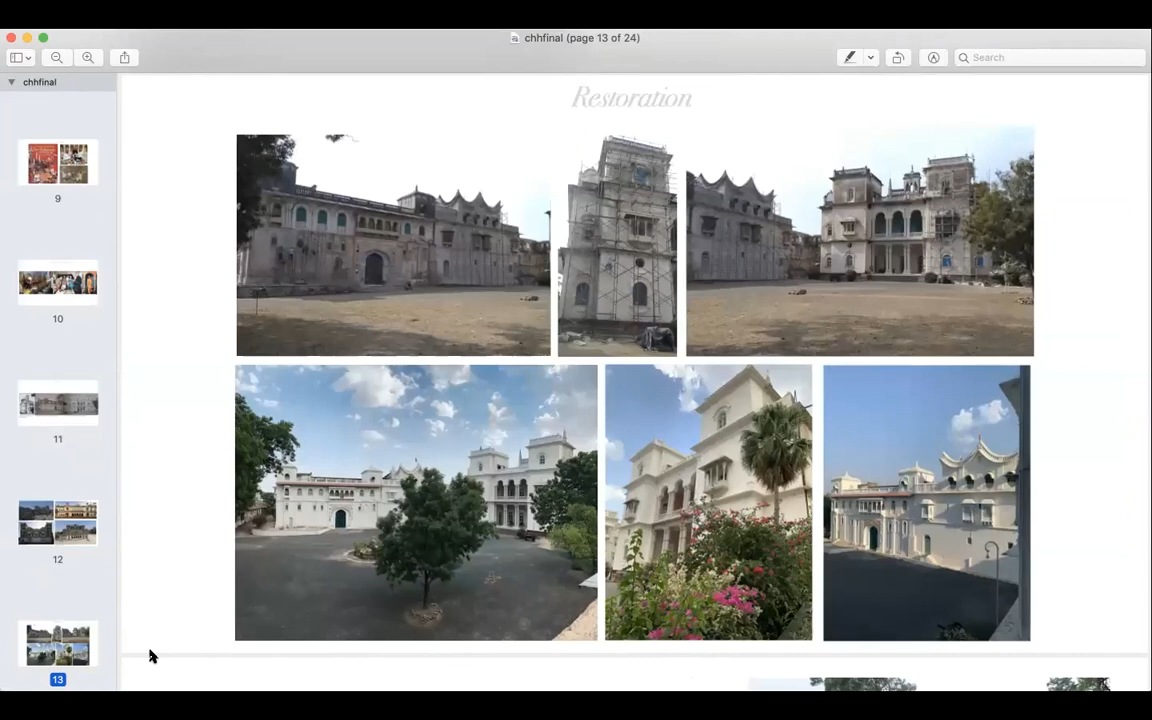 chhfinal (page 13 of 24)
Search
chhfinal
Restoration
9
10
11
12
13